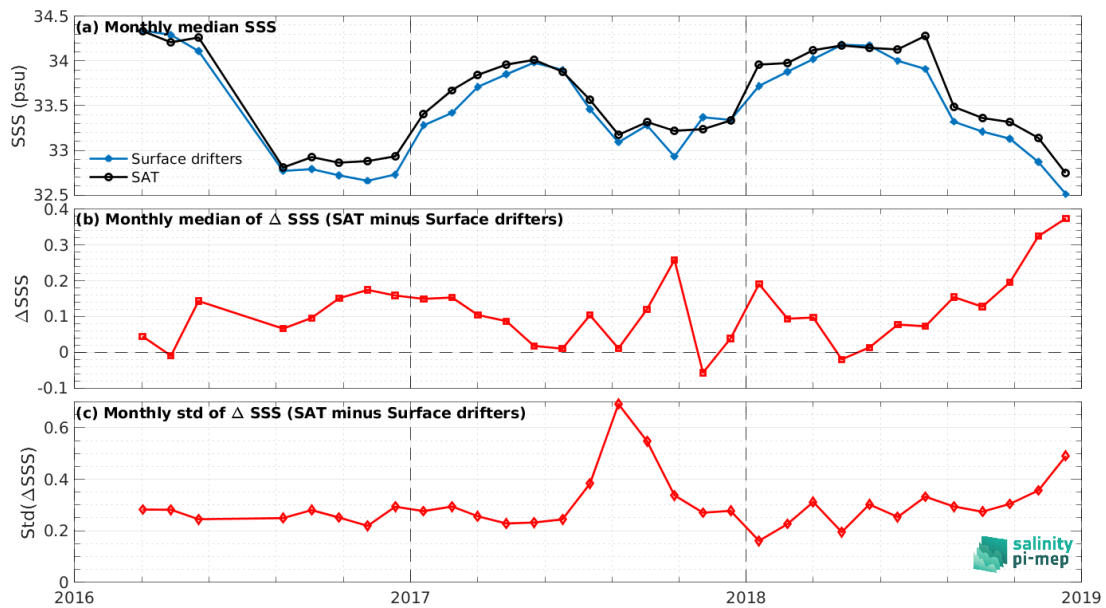 (a) Monthly median SSS
SSS (psu)
34.5
34
33.5
33
32.5
Surface drifters
SAT
(b) Monthly median of Δ SSS (SAT minus Surface drifters)
ΔSSS
0.4
0.3
0.2
0.1
0
-0.1
(c) Monthly std of Δ SSS (SAT minus Surface drifters)
Std(ΔSSS)
0.6
0.4
0.2
0
2016
2017
2018
2019
salinity
pi-mep